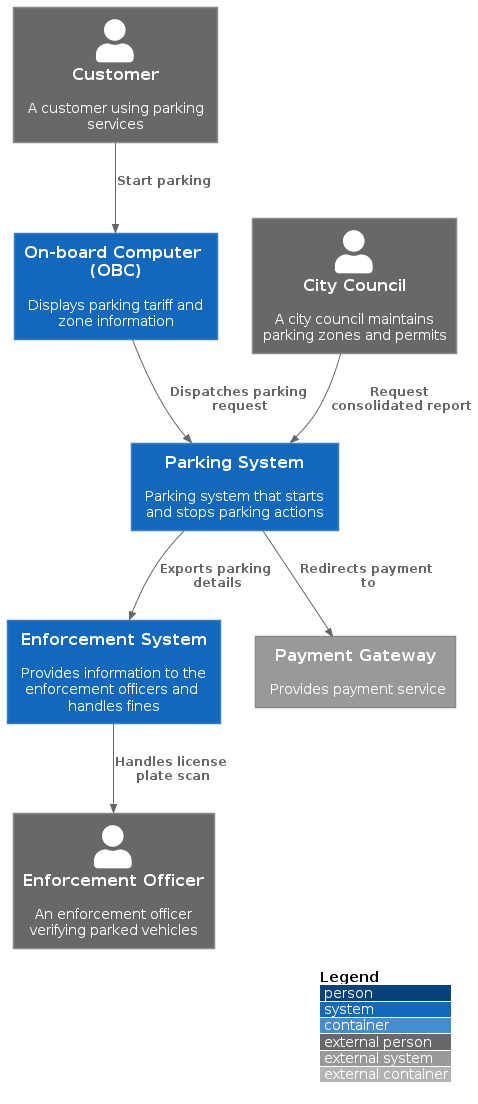 Customer
A customer using parking
services
Start parking
On-board Computer
(OBC)
Displays parking tariff and
zone information
City Council
A city council maintains
parking zones and permits
Dispatches parking
request
Request
consolidated report
Parking System
Parking system that starts
and stops parking actions
Exports parking
details
Redirects payment
to
Enforcement System
Provides information to the
enforcement officers and
handles fines
Payment Gateway
Provides payment service
Handles license
plate scan
Enforcement Officer
An enforcement officer
verifying parked vehicles
Legend
person
system
container
external person
external system
external container